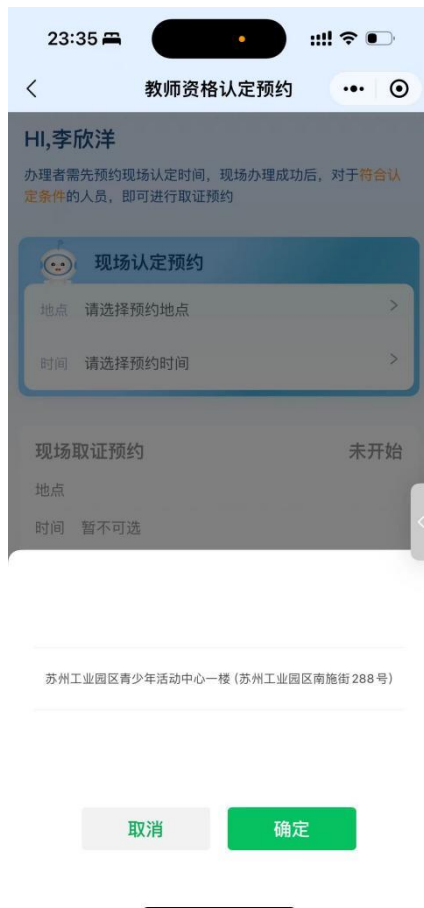 23:35
教师资格认定预约
HI,李欣洋
办理者需先预约现场认定时间，现场办理成功后，对于符合认
定条件的人员，即可进行取证预约
现场认定预约
地点 请选择预约地点
时间 请选择预约时间
现场取证预约 未开始
地点
时间 暂不可选
苏州工业园区青少年活动中心一楼 (苏州工业园区南施街288号)
取消 确定